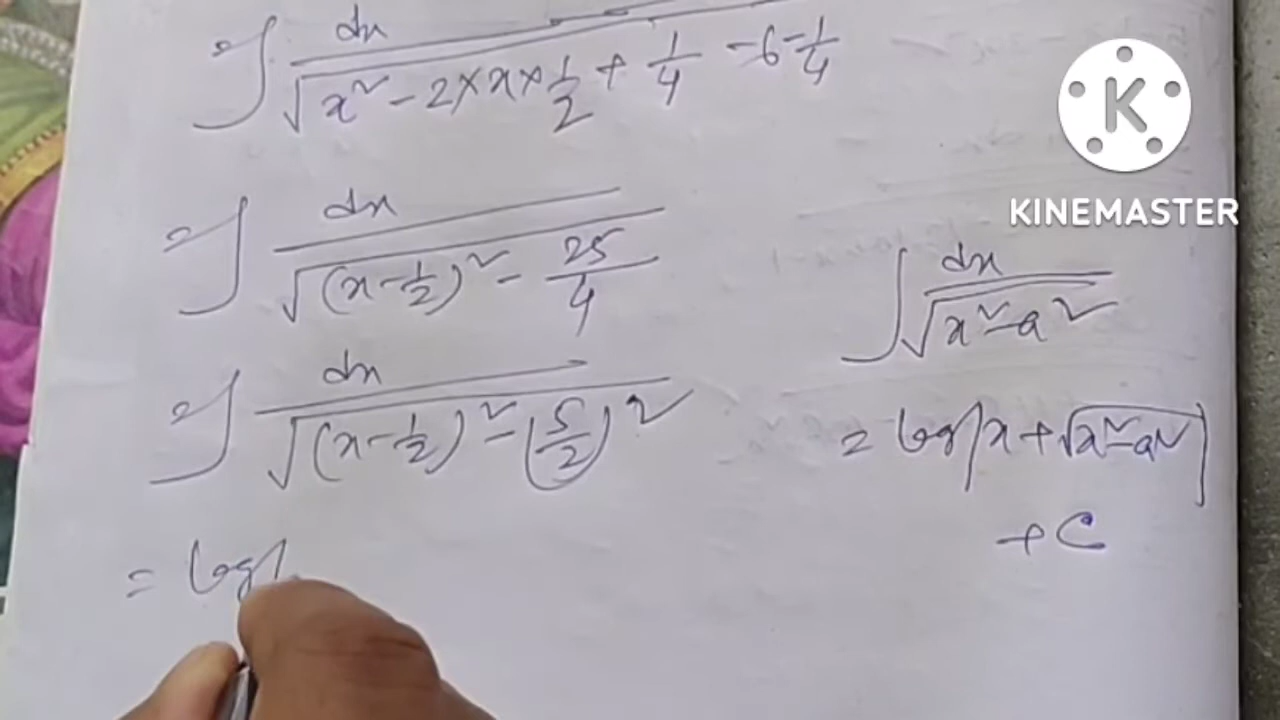 = ∫ dx / √(x² - 2 × x × 1/2 + 1/4 - 6 - 1/4)
= ∫ dx / √((x - 1/2)² - 25/4)
= ∫ dx / √((x - 1/2)² - (5/2)²)
= log|
K
KINEMASTER
∫ dx / √(x² - a²)
= log|x + √(x² - a²)|
+ C